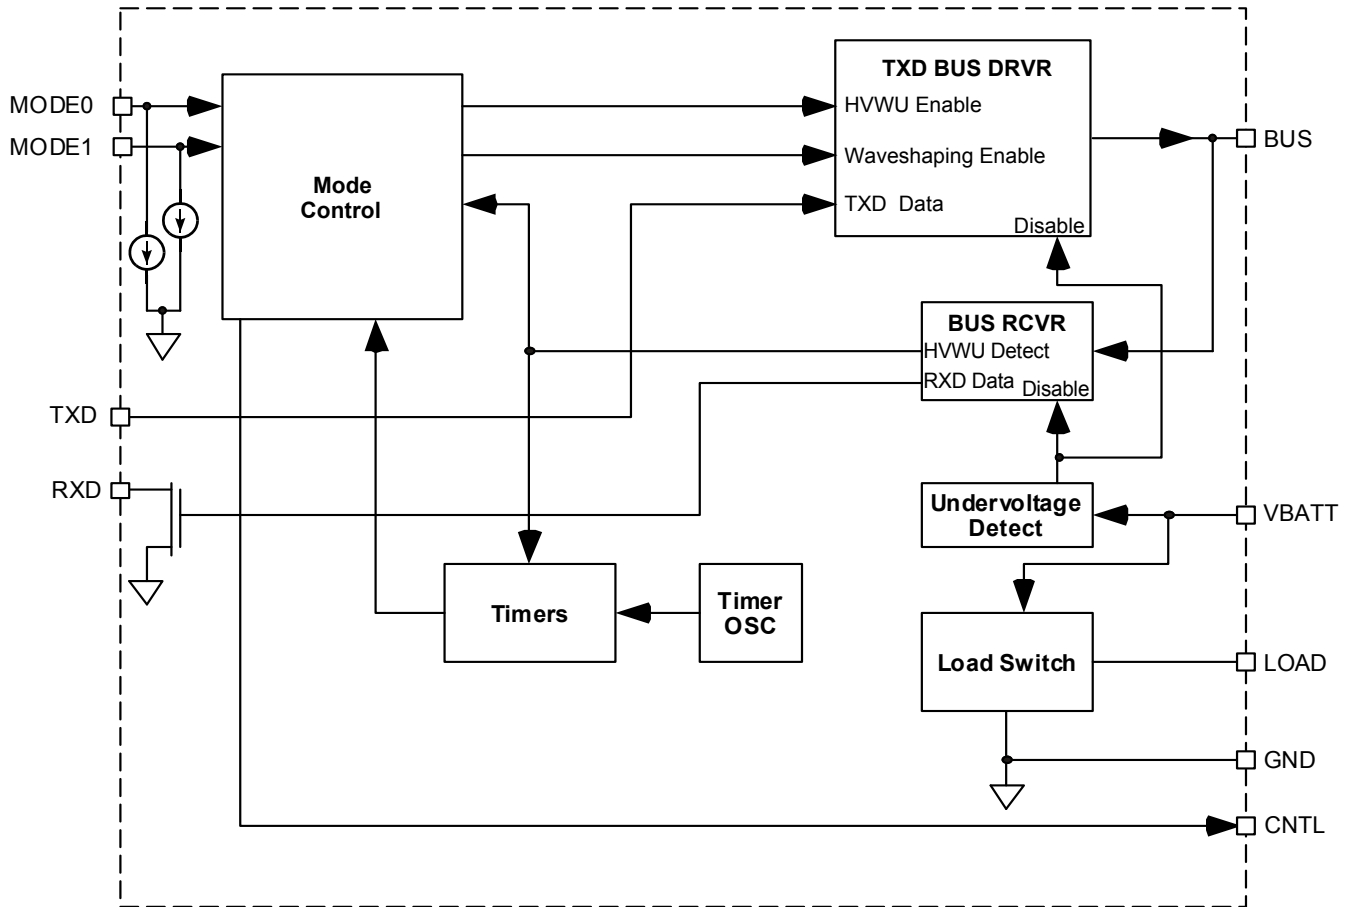 MODE0
MODE1
Mode
Control
TXD BUS DRVR
HVWU Enable
Waveshaping Enable
TXD Data
Disable
BUS
BUS RCVR
HVWU Detect
RXD Data
Disable
TXD
RXD
Undervoltage
Detect
VBATT
Timers
Timer
OSC
Load Switch
LOAD
GND
CNTL